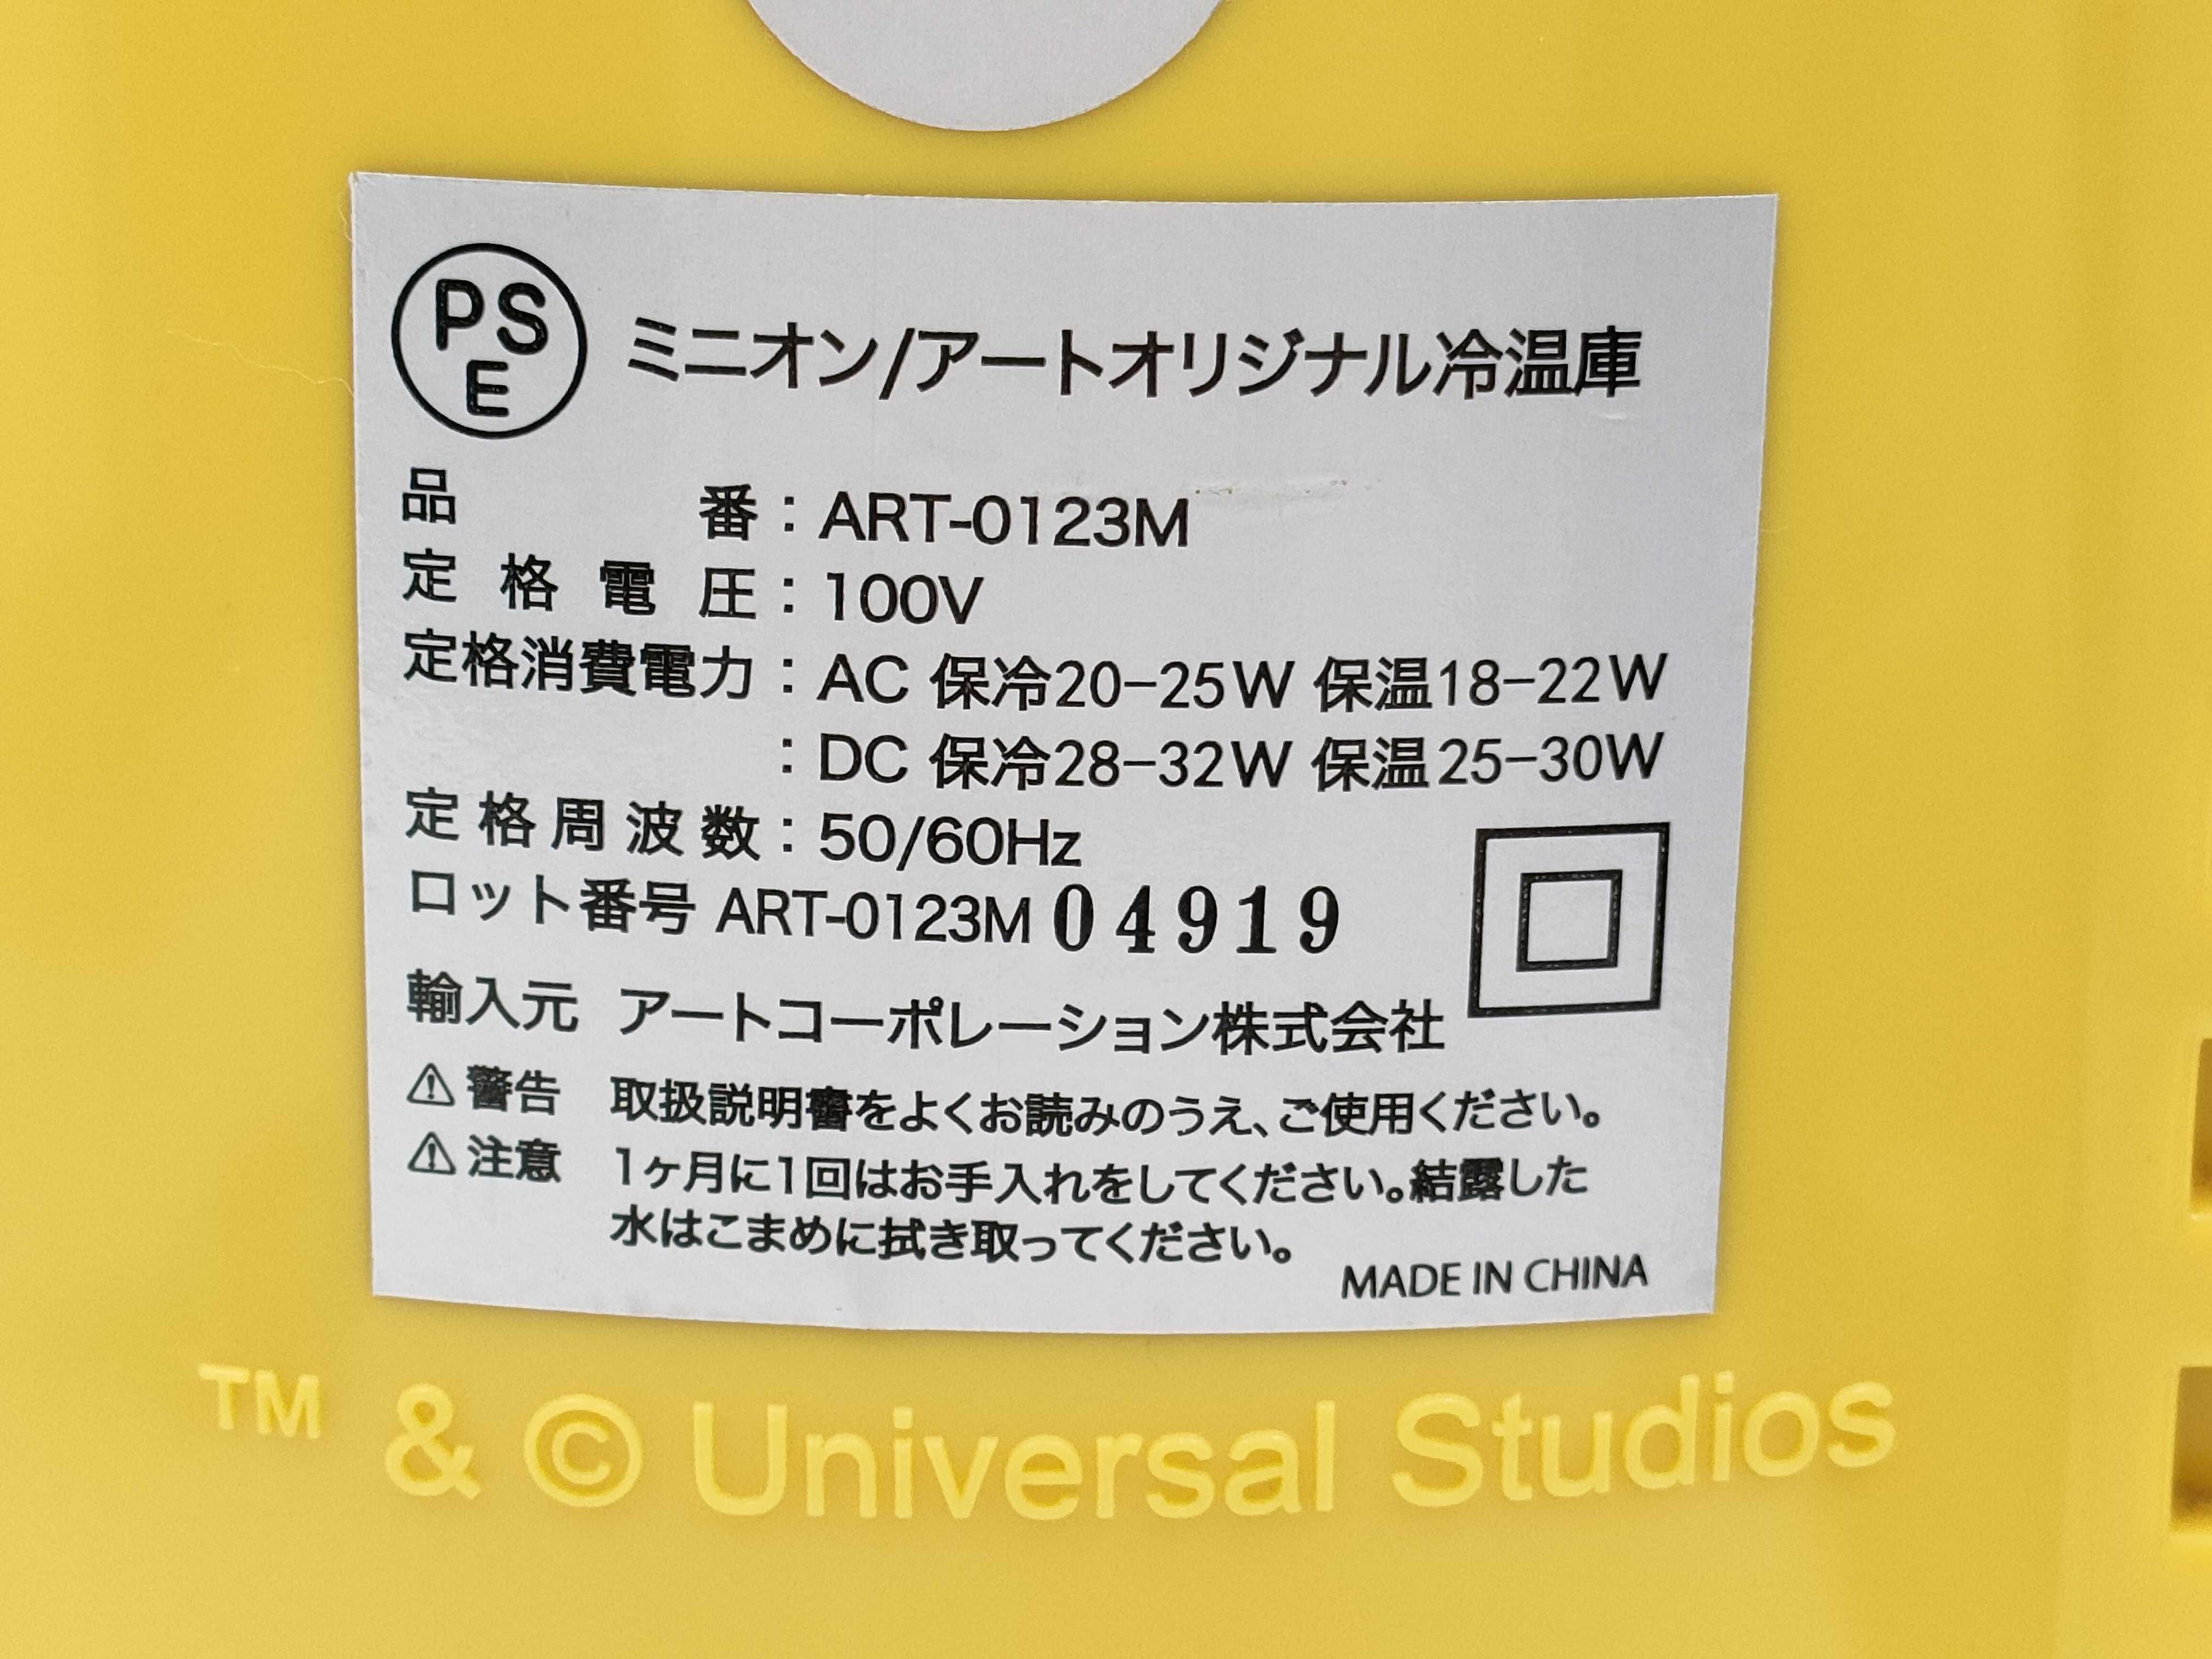 PS
E
ミニオン/アートオリジナル冷温庫
品番：ART-0123M
定格電圧：100V
定格消費電力：AC 保冷20-25W 保温18-22W
：DC 保冷28-32W 保温25-30W
定格周波数：50/60Hz
ロット番号 ART-0123M 04919
輸入元 アートコーポレーション株式会社
⚠警告 取扱説明書をよくお読みのうえ、ご使用ください。
⚠注意 1ヶ月に1回はお手入れをしてください。結露した
水はこまめに拭き取ってください。
MADE IN CHINA
TM & © Universal Studios